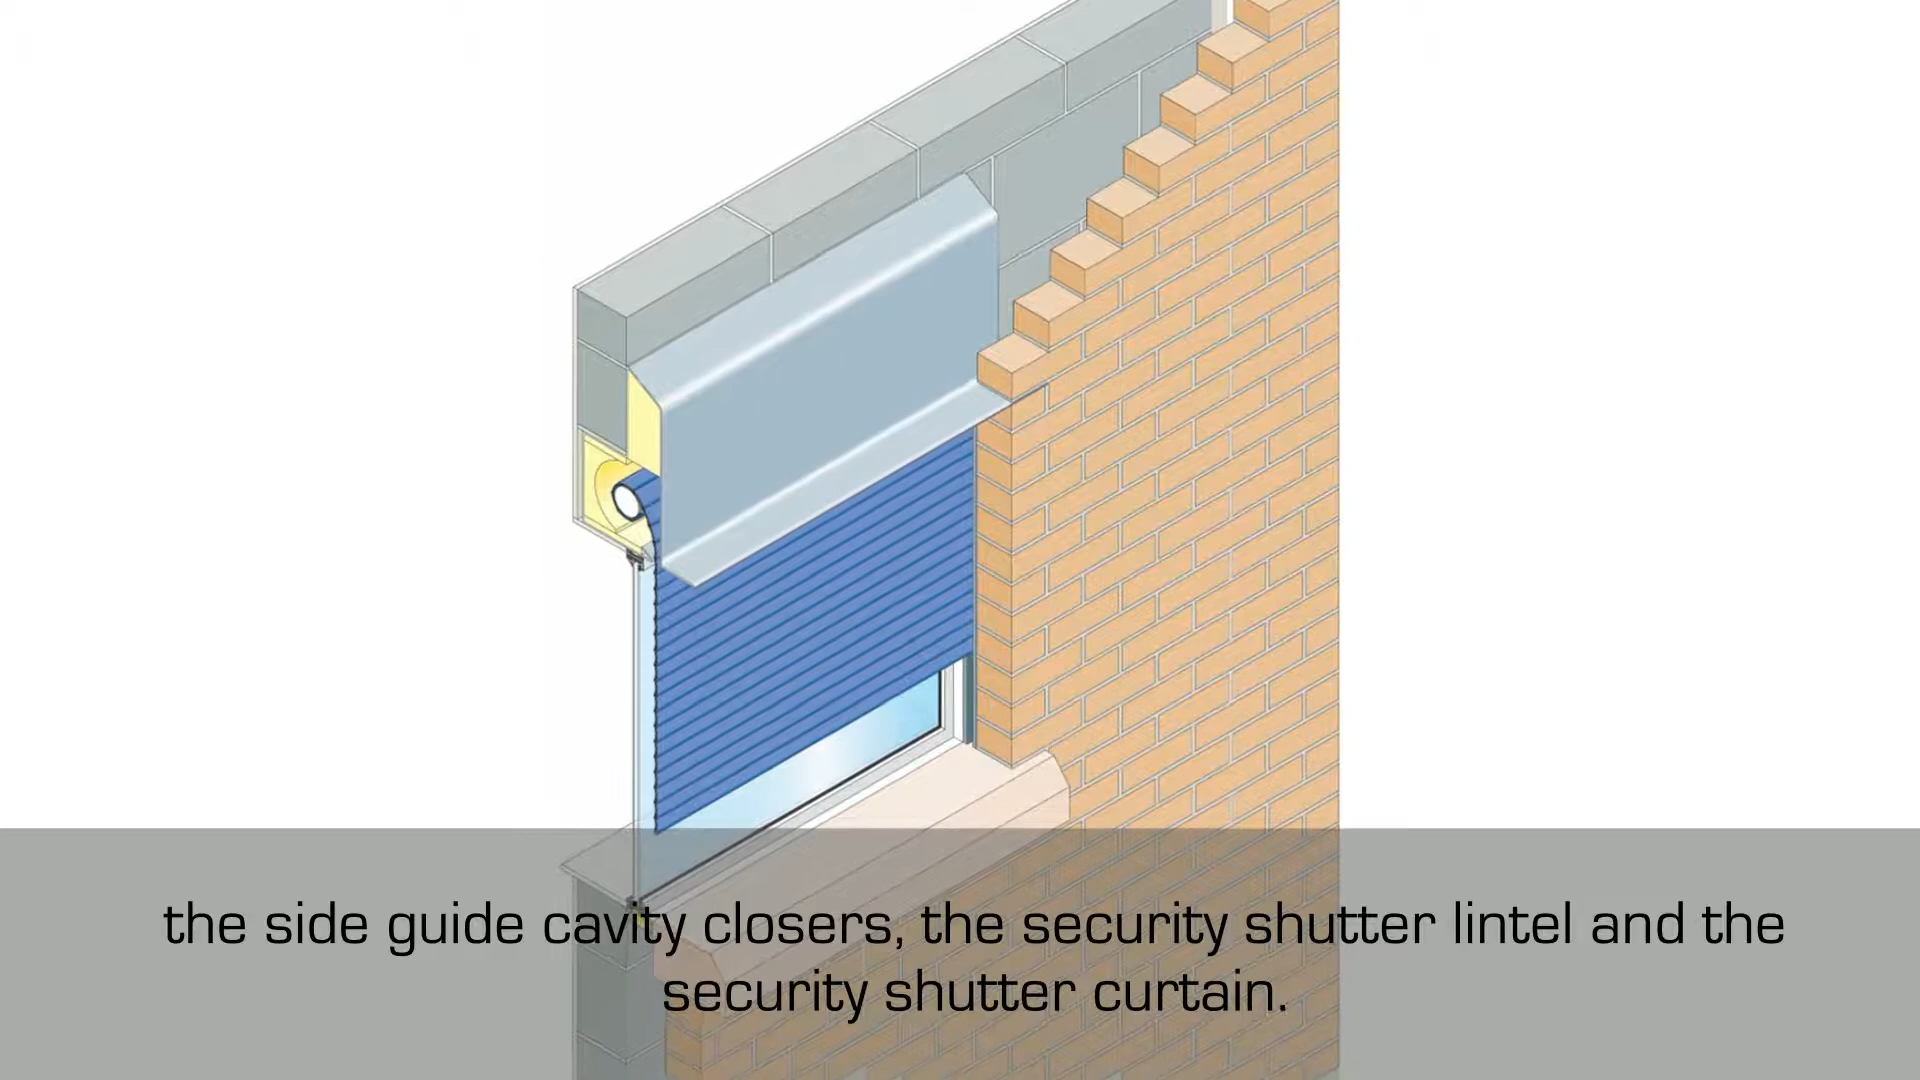 the side guide cavity closers, the security shutter lintel and the
security shutter curtain.